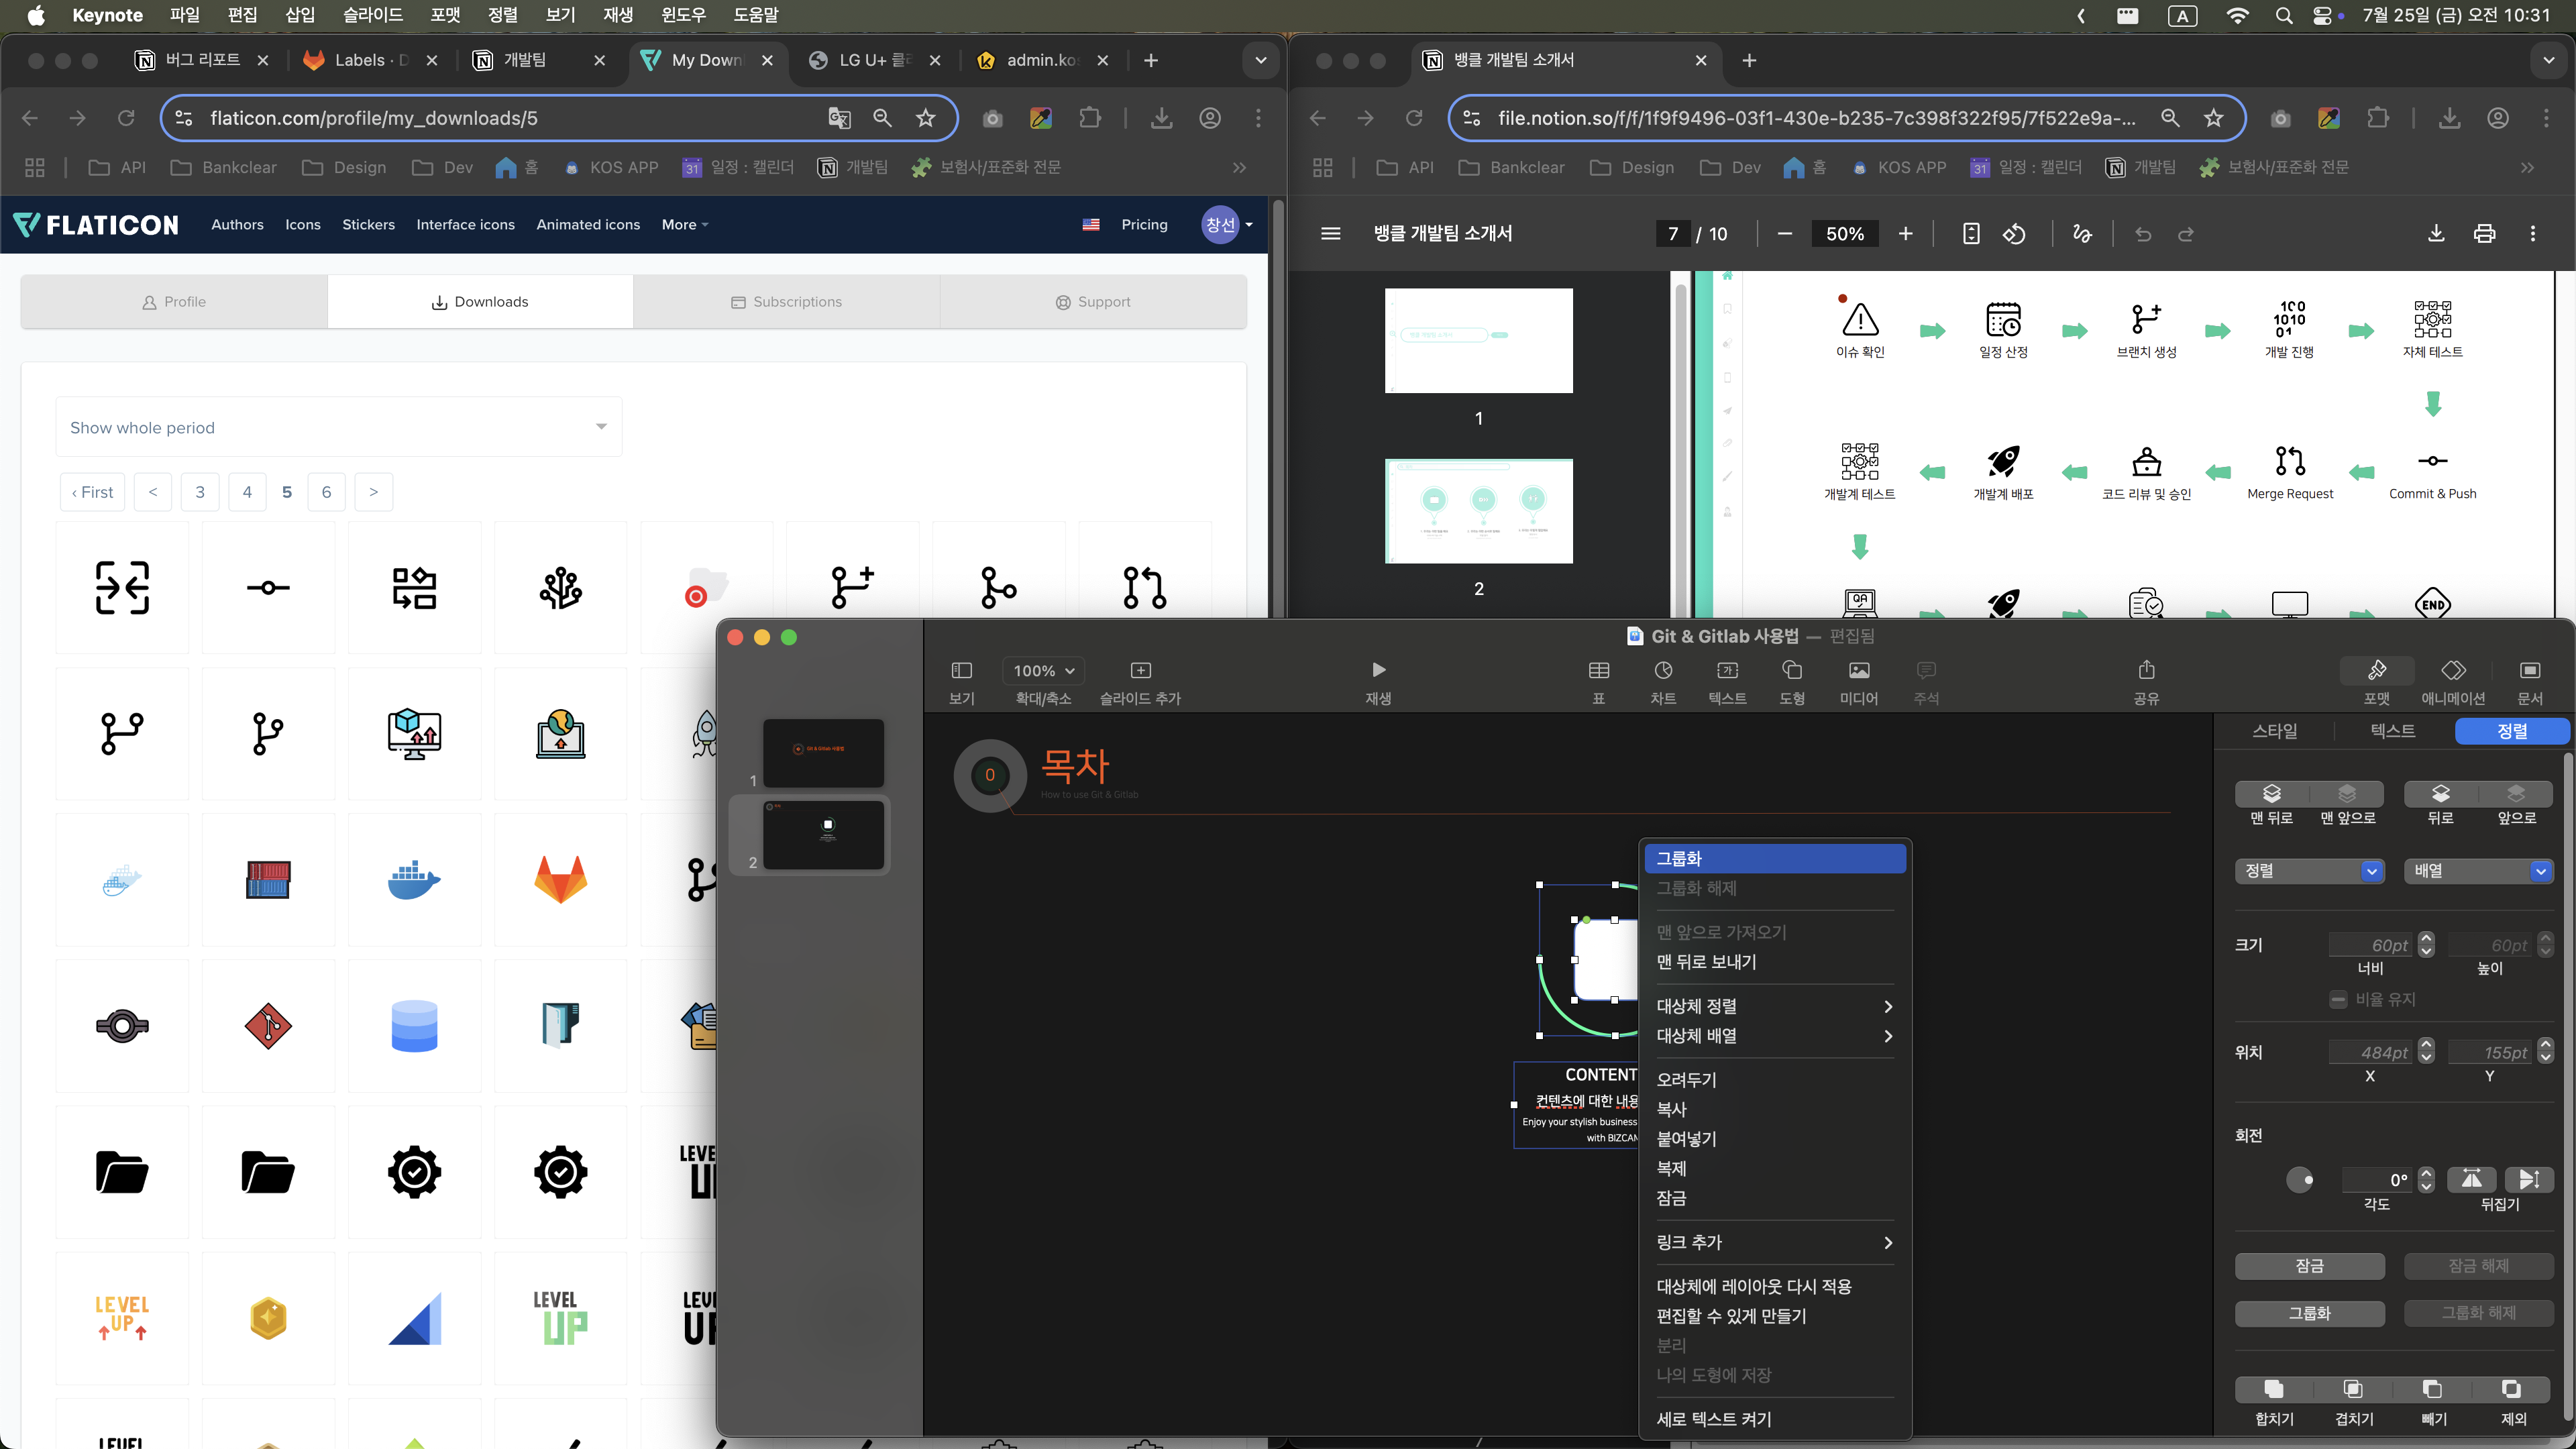 Keynote 파일 편집 삽입 슬라이드 포맷 정렬 보기 재생 윈도우 도움말
A 7월 25일 (금) 오전 10:31
버그 리포트
Labels · D
개발팀
My Down
LG U+ 클
admin.ko
flaticon.com/profile/my_downloads/5
API Bankclear Design Dev 홈 KOS APP 31 일정 : 캘린더 개발팀 보험사/표준화 전문
FLATICON Authors Icons Stickers Interface icons Animated icons More Pricing 창선
Profile Downloads Subscriptions Support
Show whole period
‹ First < 3 4 5 6 >
LEVEL
LEVEL
UP
LEVEL
UP
LEVEL
뱅클 개발팀 소개서
file.notion.so/f/f/1f9f9496-03f1-430e-b235-7c398f322f95/7f522e9a-...
API Bankclear Design Dev 홈 KOS APP 31 일정 : 캘린더 개발팀 보험사/표준화 전문
뱅클 개발팀 소개서 7 / 10 50%
1
2
이슈 확인 일정 산정 브랜치 생성 개발 진행 자체 테스트
개발계 테스트 개발계 배포 코드 리뷰 및 승인 Merge Request Commit & Push
QA
END
Git & Gitlab 사용법 — 편집됨
100%
보기 확대/축소 슬라이드 추가 재생 표 차트 텍스트 도형 미디어 주석 공유 포맷 애니메이션 문서
1
Git & Gitlab 사용법
2
0
목차
How to use Git & Gitlab
CONTENT
컨텐츠에 대한 내용
Enjoy your stylish business
with BIZCAM
그룹화
그룹화 해제
맨 앞으로 가져오기
맨 뒤로 보내기
대상체 정렬
대상체 배열
오려두기
복사
붙여넣기
복제
잠금
링크 추가
대상체에 레이아웃 다시 적용
편집할 수 있게 만들기
분리
나의 도형에 저장
세로 텍스트 켜기
스타일 텍스트 정렬
맨 뒤로 맨 앞으로 뒤로 앞으로
정렬 배열
크기 60pt 60pt
너비 높이
비율 유지
위치 484pt 155pt
X Y
회전
0°
각도 뒤집기
잠금 잠금 해제
그룹화 그룹화 해제
합치기 겹치기 빼기 제외